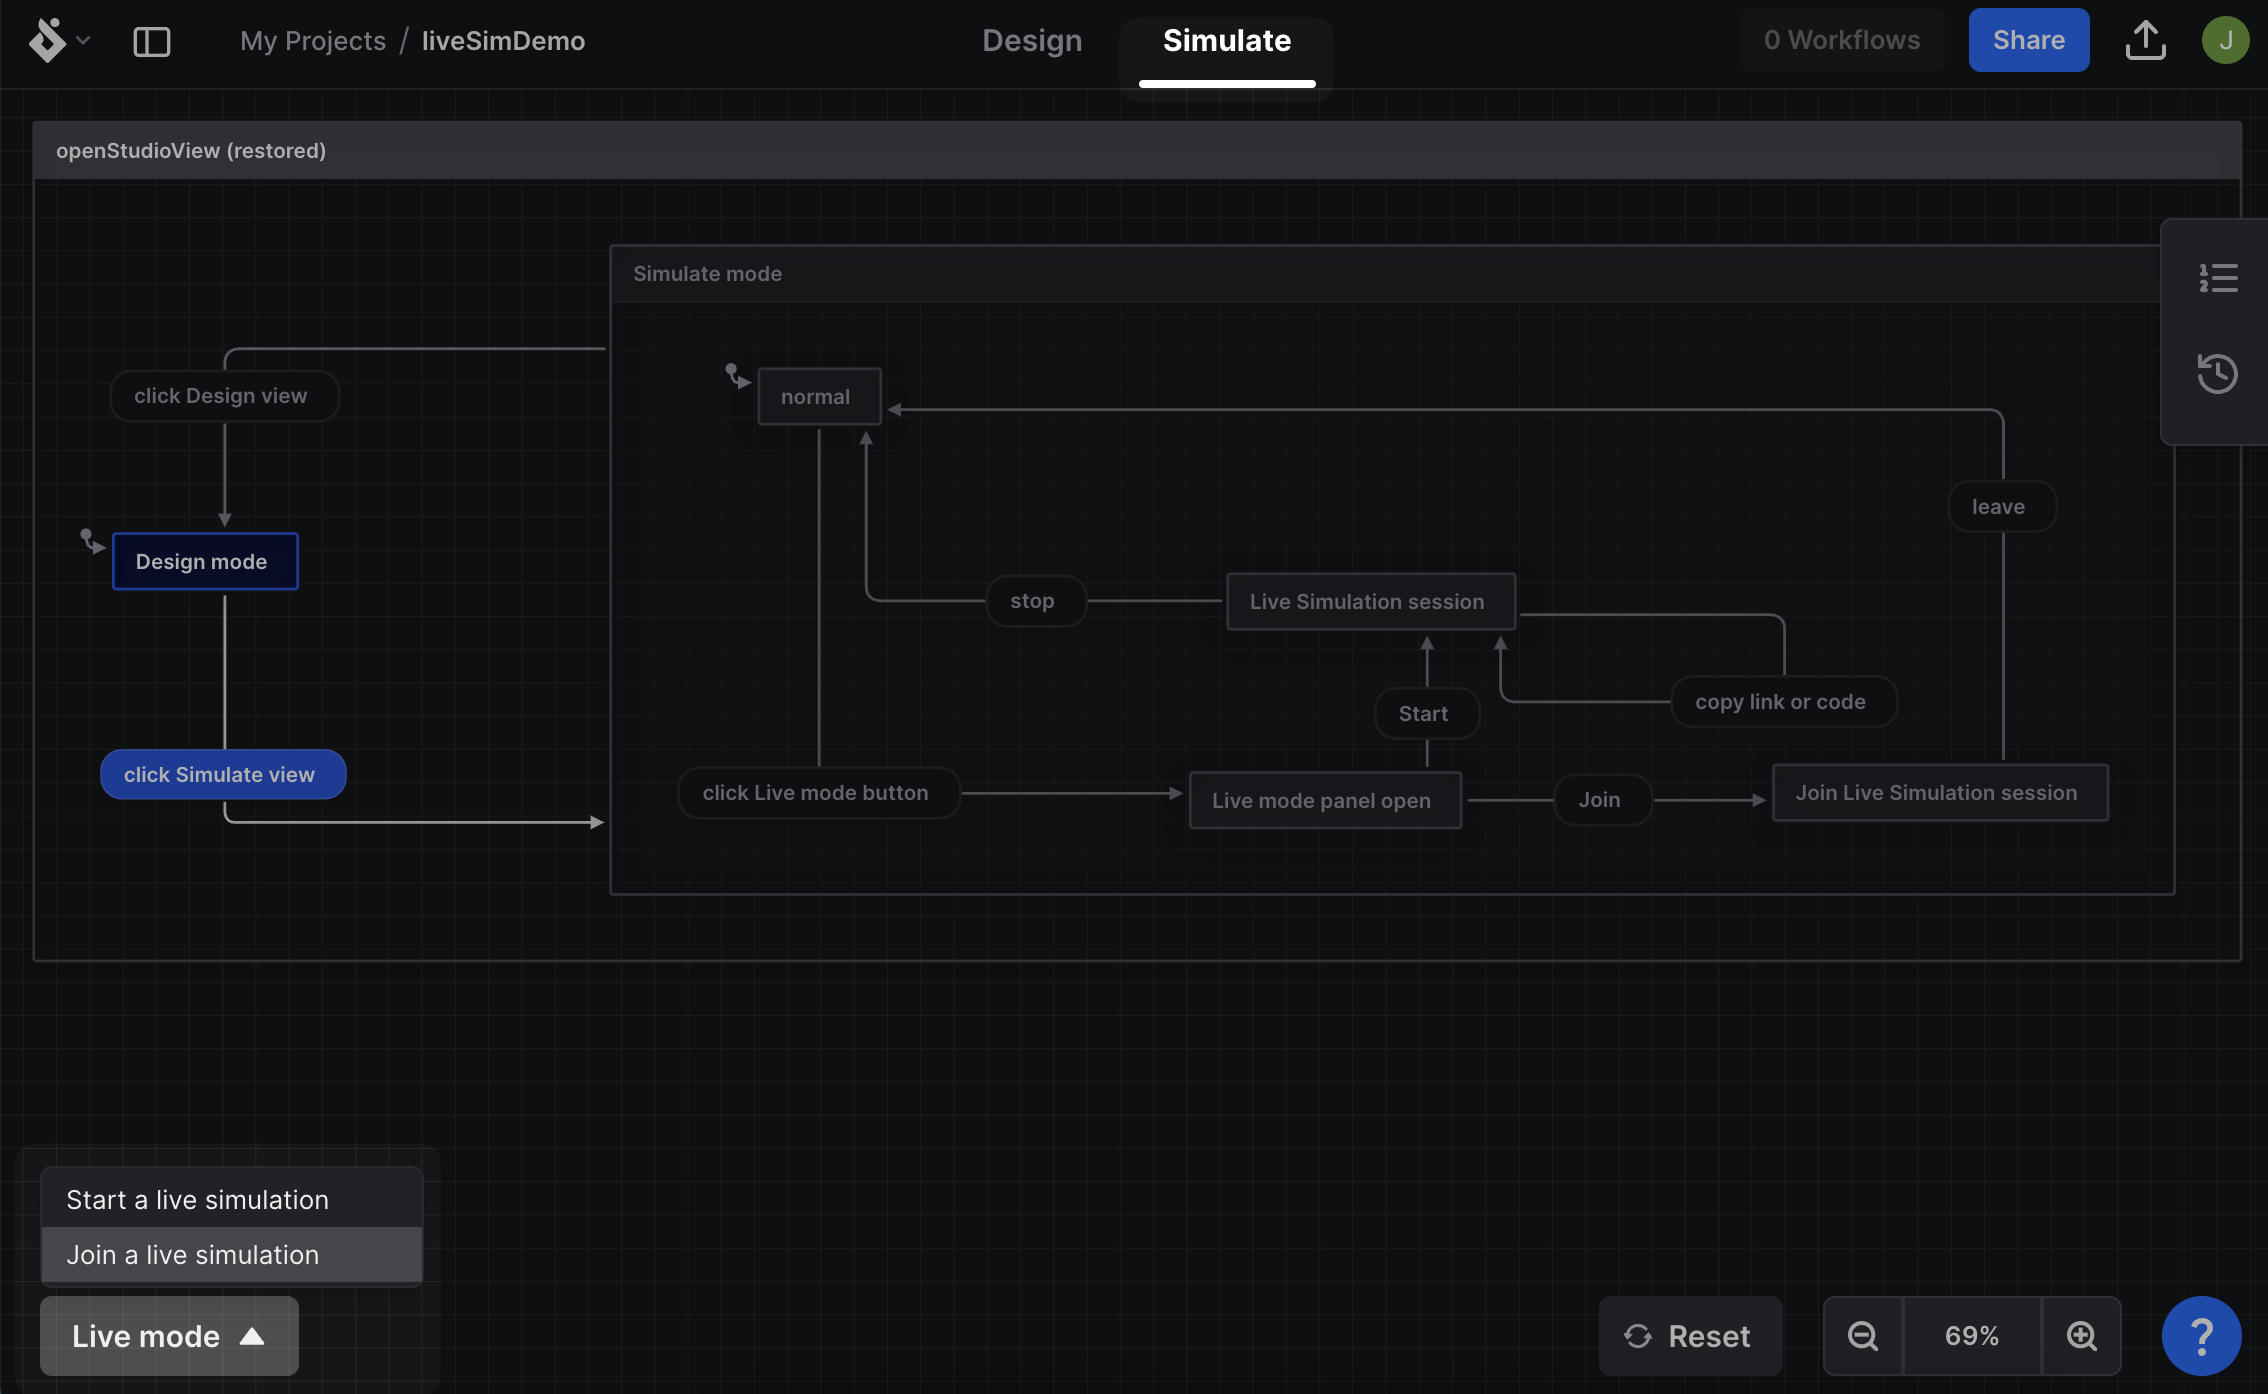 My Projects / liveSimDemo
Design
Simulate
0 Workflows
Share
J
openStudioView (restored)
Simulate mode
click Design view
normal
leave
Design mode
stop
Live Simulation session
copy link or code
Start
click Simulate view
click Live mode button
Live mode panel open
Join
Join Live Simulation session
Start a live simulation
Join a live simulation
Live mode
Reset
69%
?